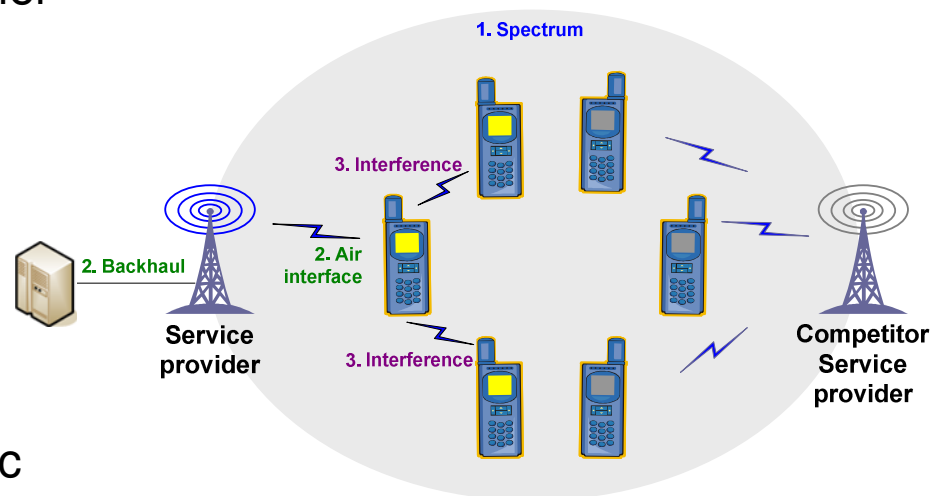 1. Spectrum
3. Interference
2. Backhaul
2. Air
interface
Service
provider
3. Interference
Competitor
Service
provider
c